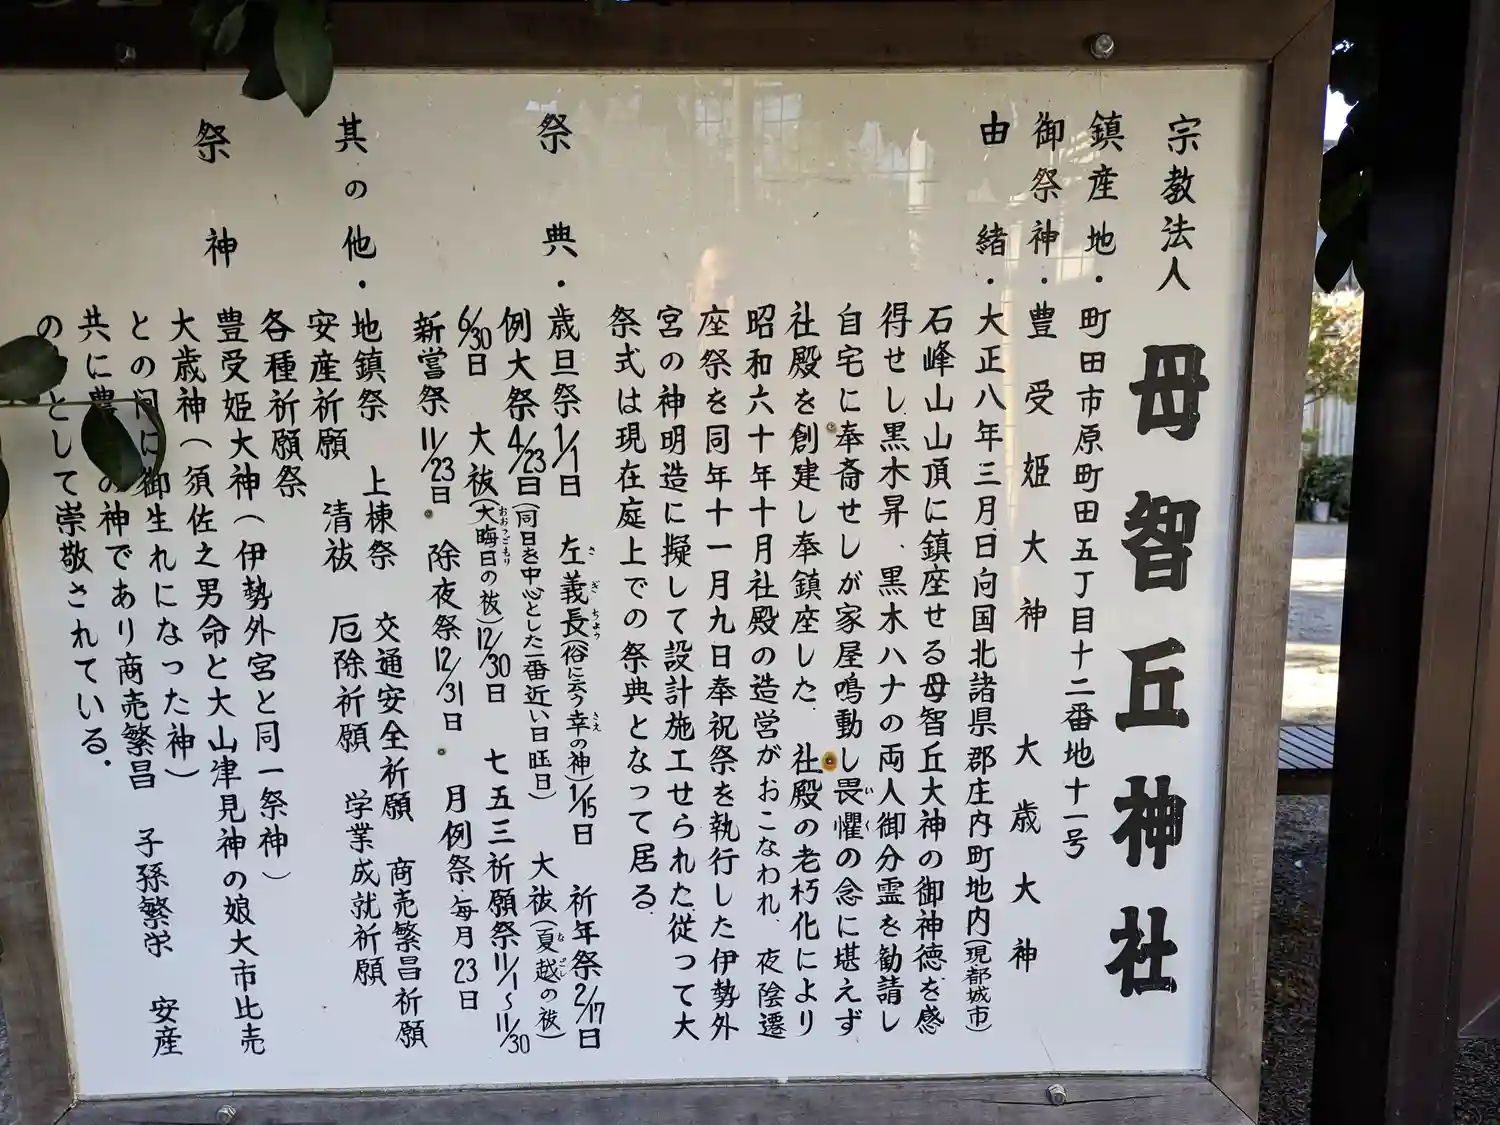 宗教法人 母智丘神社
鎮座地・町田市原町田五丁目十二番地十一号
御祭神・豊受姫大神 大歳大神
由緒・大正八年三月日向国北諸県郡庄内町地内(現都城市)
石峰山山頂に鎮座せる母智丘大神の御神徳を感
得せし黒木昇、黒木ハナの両人御分霊を勧請し
自宅に奉斎せしが家屋鳴動し畏懼の念に堪えず
社殿を創建し奉鎮座した。社殿の老朽化により
昭和六十年十月社殿の造営がおこなわれ、夜陰遷
座祭を同年十一月九日奉祝祭を執行した伊勢外
宮の神明造に擬して設計施工せられた従って大
祭式は現在庭上での祭典となって居る。
祭典・歳旦祭1/1日 左義長(俗に云う幸の神)1/15日 祈年祭2/17日
例大祭4/23日(同日を中心とした一番近い日曜日) 大祓(夏越の祓)
6/30日 大祓(大晦日の祓)12/30日 七五三祈願祭11/1〜11/30
新嘗祭11/23日。除夜祭12/31日。月例祭・毎月23日
其の他・地鎮祭 上棟祭 交通安全祈願 商売繁昌祈願
安産祈願 清祓 厄除祈願 学業成就祈願
各種祈願祭
祭神 豊受姫大神(伊勢外宮と同一祭神)
大歳神(須佐之男命と大山津見神の娘大市比売
との間に御生れになった神)
共に農の神であり商売繁昌 子孫繁栄 安産
のとして崇敬されている。